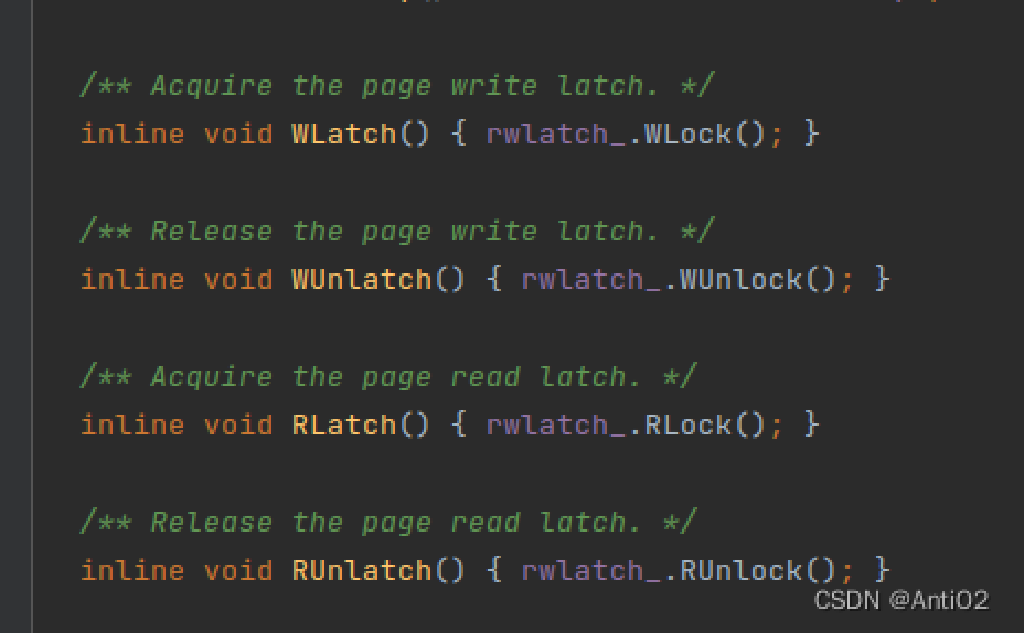 /** Acquire the page write latch. */
inline void WLatch() { rwlatch_.WLock(); }
/** Release the page write latch. */
inline void WUnlatch() { rwlatch_.WUnlock(); }
/** Acquire the page read latch. */
inline void RLatch() { rwlatch_.RLock(); }
/** Release the page read latch. */
inline void RUnlatch() { rwlatch_.RUnlock(); }
CSDN @Anti02